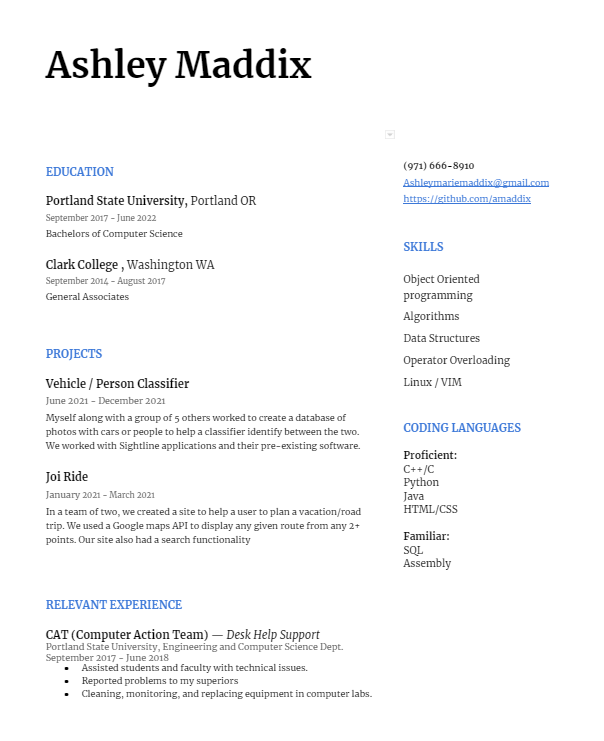 Ashley Maddix
EDUCATION
Portland State University, Portland OR
September 2017 - June 2022
Bachelors of Computer Science
Clark College , Washington WA
September 2014 - August 2017
General Associates
PROJECTS
Vehicle / Person Classifier
June 2021 - December 2021
Myself along with a group of 5 others worked to create a database of
photos with cars or people to help a classifier identify between the two.
We worked with Sightline applications and their pre-existing software.
Joi Ride
January 2021 - March 2021
In a team of two, we created a site to help a user to plan a vacation/road
trip. We used a Google maps API to display any given route from any 2+
points. Our site also had a search functionality
RELEVANT EXPERIENCE
CAT (Computer Action Team) — Desk Help Support
Portland State University, Engineering and Computer Science Dept.
September 2017 - June 2018
● Assisted students and faculty with technical issues.
● Reported problems to my superiors
● Cleaning, monitoring, and replacing equipment in computer labs.
(971) 666-8910
Ashleymariemaddix@gmail.com
https://github.com/amaddix
SKILLS
Object Oriented
programming
Algorithms
Data Structures
Operator Overloading
Linux / VIM
CODING LANGUAGES
Proficient:
C++/C
Python
Java
HTML/CSS
Familiar:
SQL
Assembly